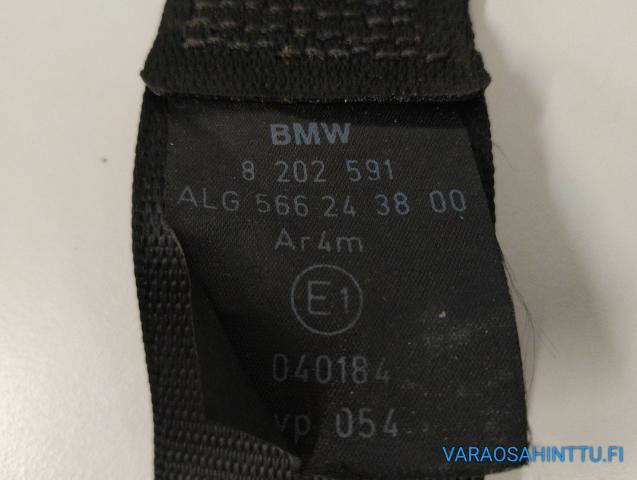 BMW
8 202 591
ALG 566 24 38 00
Ar4m
E1
040184
vp 054
VARAOSAHINTTU.FI